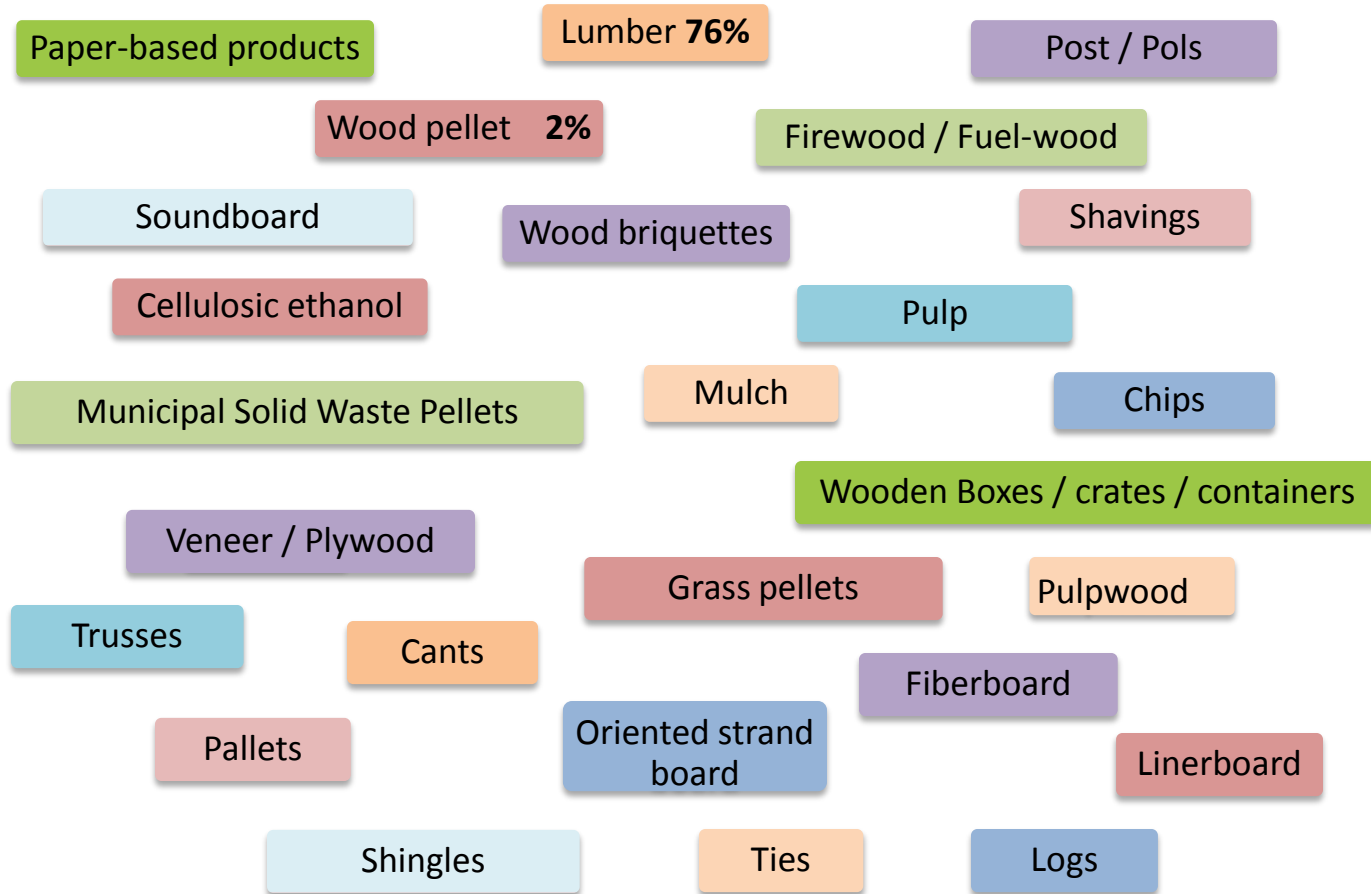 Paper-based products
Lumber 76%
Post / Pols
Wood pellet 2%
Firewood / Fuel-wood
Soundboard
Wood briquettes
Shavings
Cellulosic ethanol
Pulp
Municipal Solid Waste Pellets
Mulch
Chips
Wooden Boxes / crates / containers
Veneer / Plywood
Grass pellets
Pulpwood
Trusses
Cants
Fiberboard
Pallets
Oriented strand
board
Linerboard
Shingles
Ties
Logs